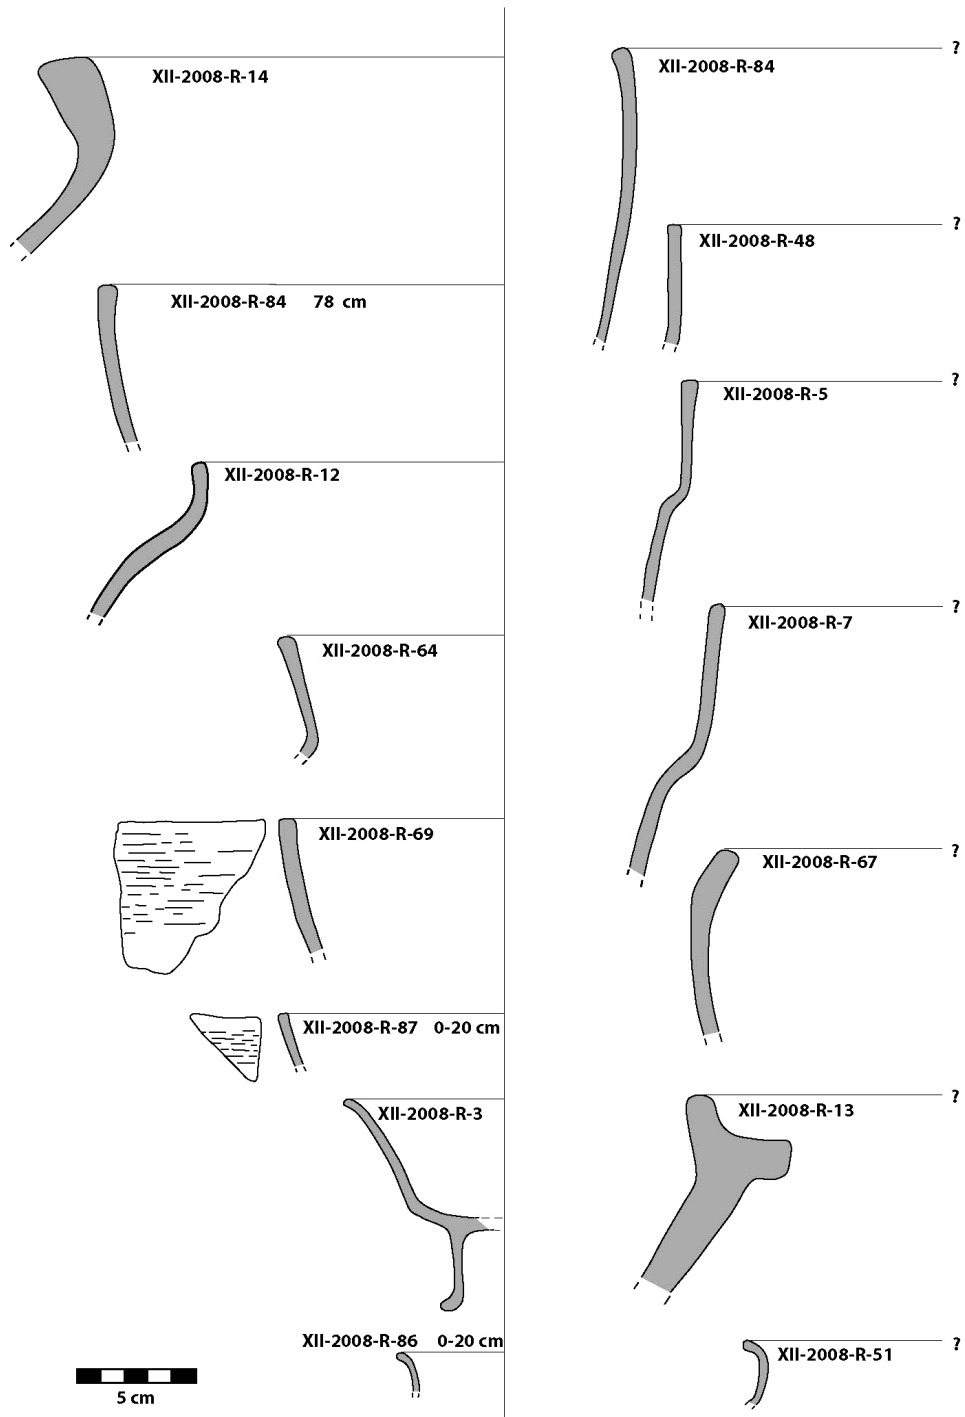 XII-2008-R-14
XII-2008-R-84 78 cm
XII-2008-R-12
XII-2008-R-64
XII-2008-R-69
XII-2008-R-87 0-20 cm
XII-2008-R-3
XII-2008-R-86 0-20 cm
5 cm
?
XII-2008-R-84
?
XII-2008-R-48
?
XII-2008-R-5
?
XII-2008-R-7
?
XII-2008-R-67
?
XII-2008-R-13
?
XII-2008-R-51